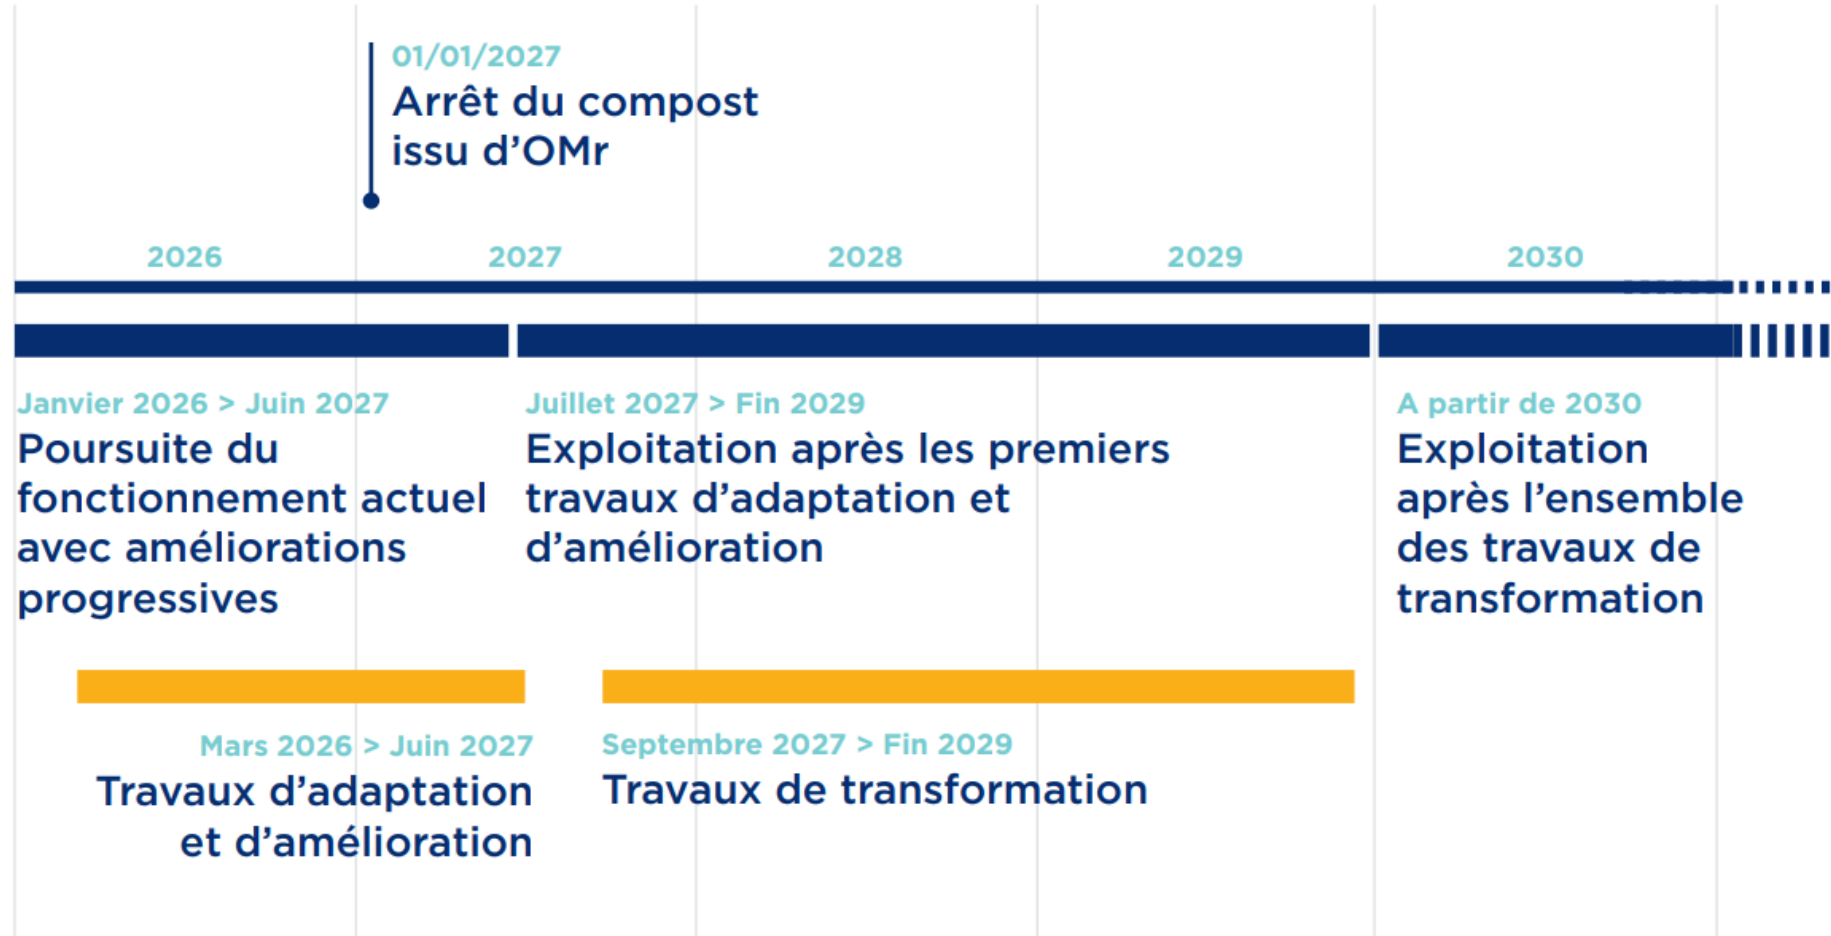 01/01/2027
Arrêt du compost
issu d’OMr
2026
2027
2028
2029
2030
Janvier 2026 > Juin 2027
Poursuite du
fonctionnement actuel
avec améliorations
progressives
Juillet 2027 > Fin 2029
Exploitation après les premiers
travaux d’adaptation et
d’amélioration
A partir de 2030
Exploitation
après l’ensemble
des travaux de
transformation
Mars 2026 > Juin 2027
Travaux d’adaptation
et d’amélioration
Septembre 2027 > Fin 2029
Travaux de transformation